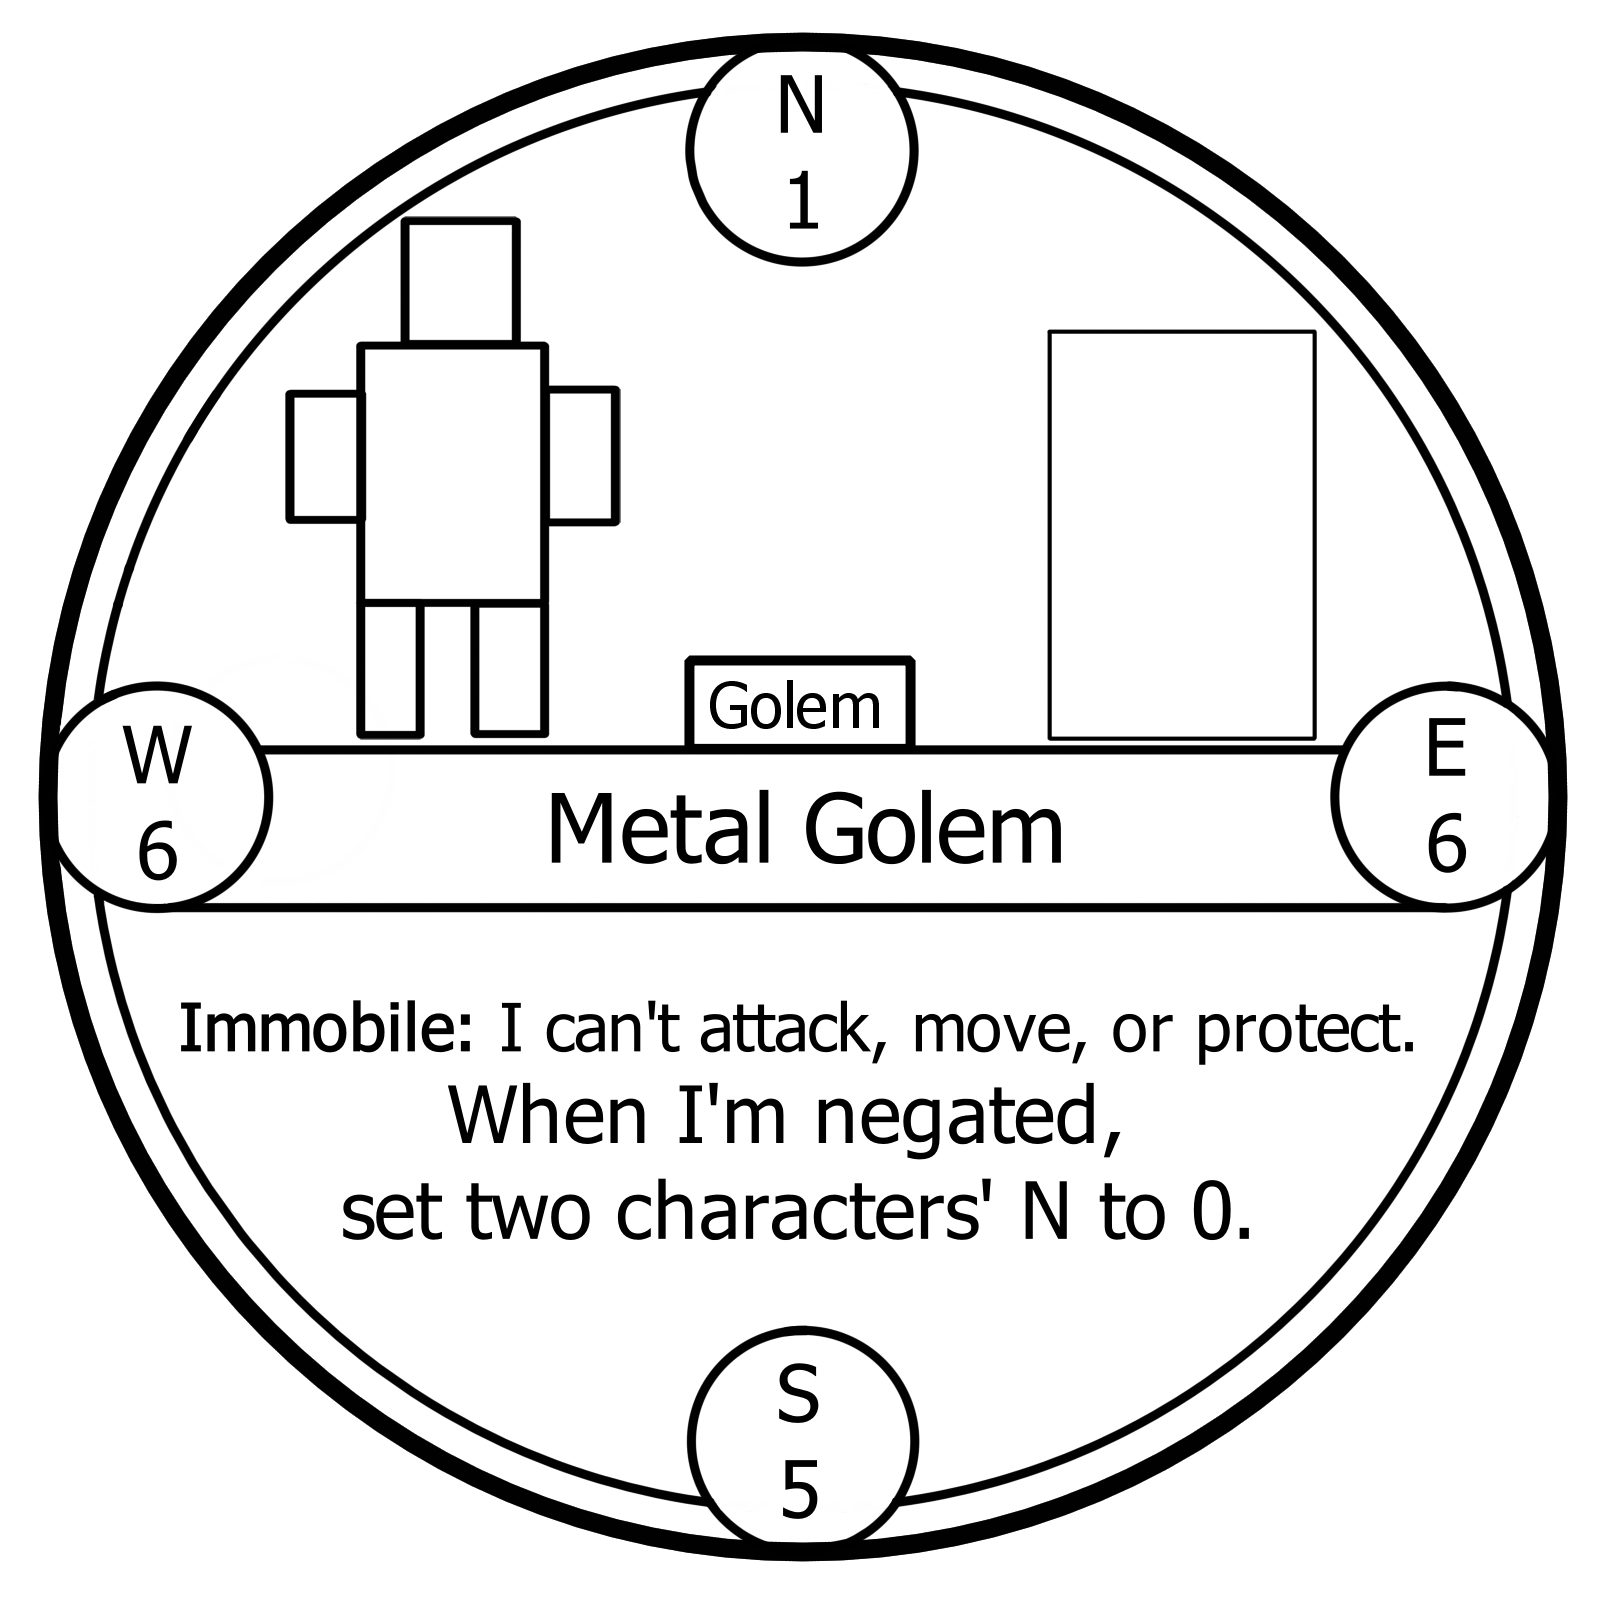 N
1
Golem
W
6
Metal Golem
E
6
Immobile: I can't attack, move, or protect.
When I'm negated,
set two characters' N to 0.
S
5